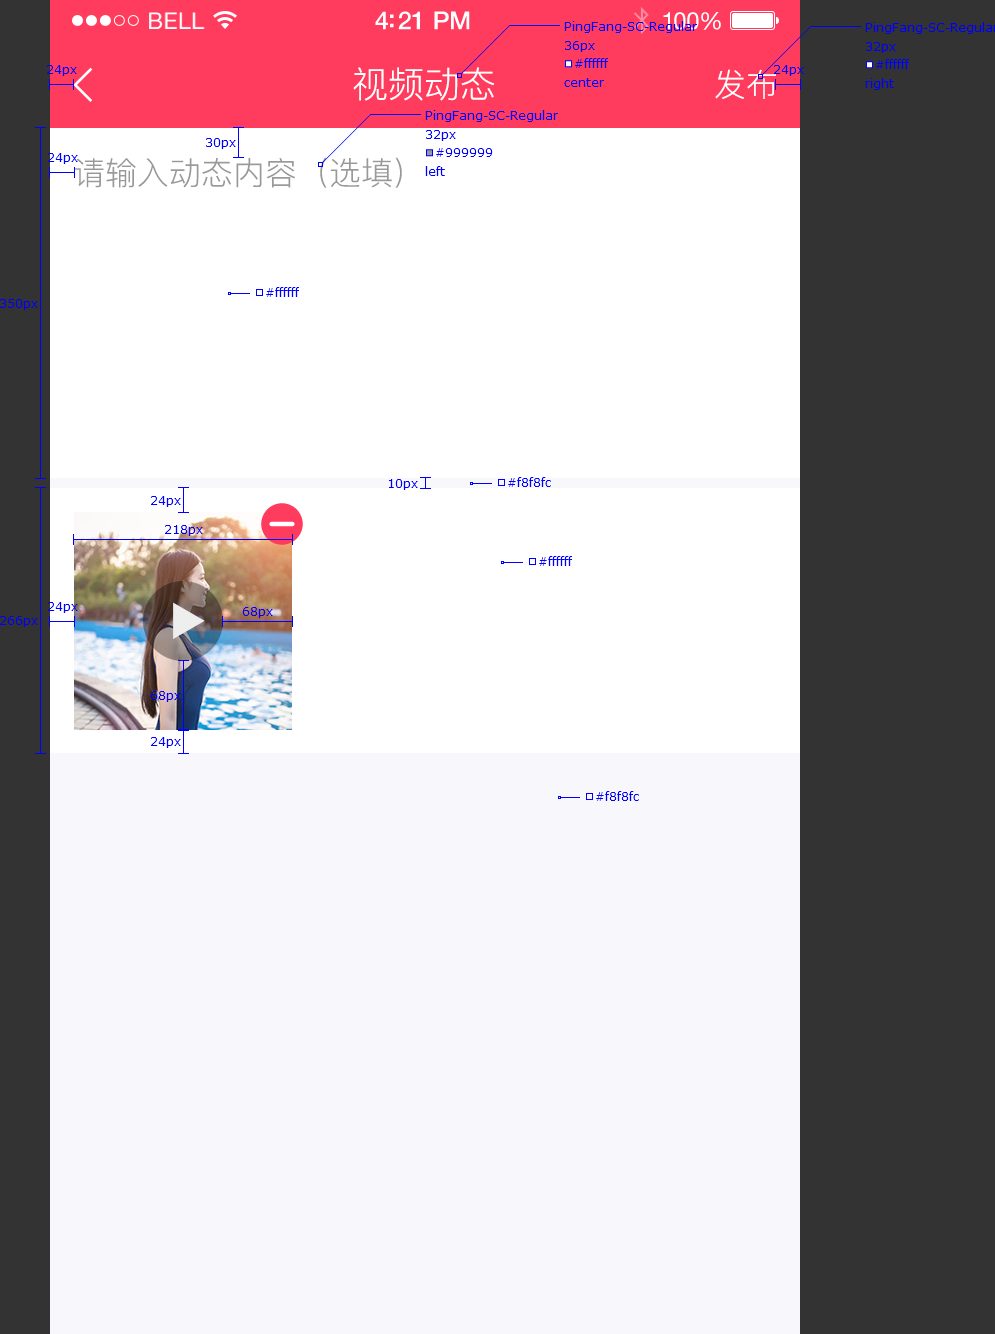 BELL
4:21 PM
100%
PingFang-SC-Regular
36px
#ffffff
center
PingFang-SC-Regular
32px
#ffffff
right
24px
视频动态
发布
24px
PingFang-SC-Regular
32px
#999999
left
30px
24px
请输入动态内容（选填）
#ffffff
350px
10px
#f8f8fc
24px
218px
#ffffff
24px
68px
266px
68px
24px
#f8f8fc